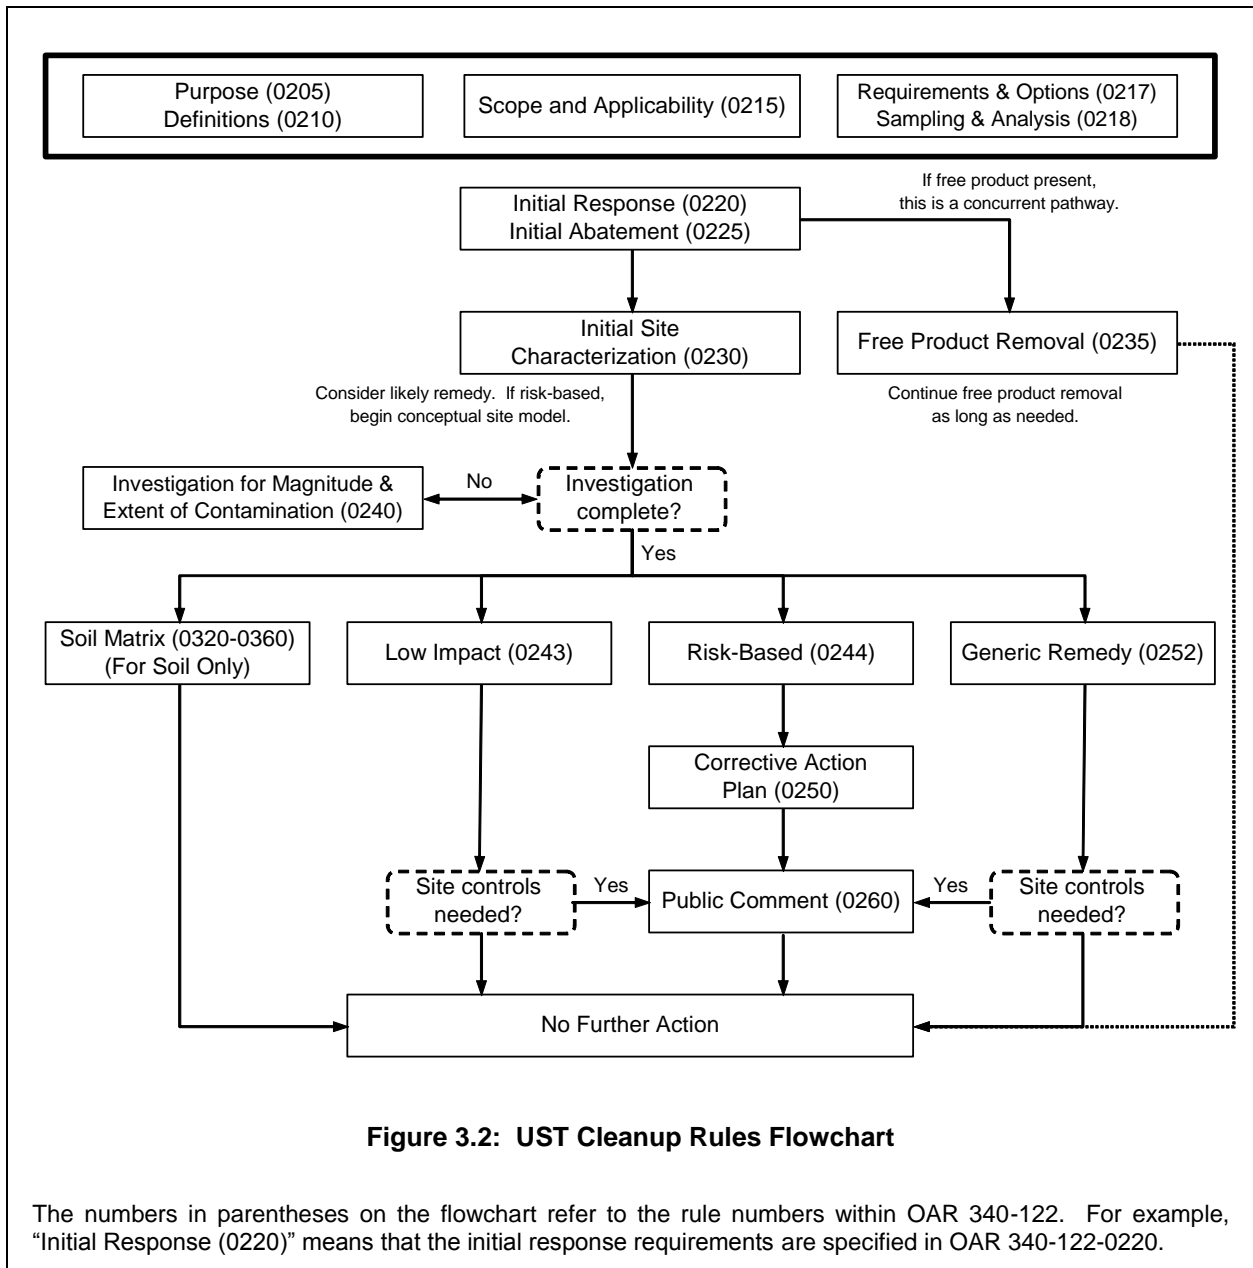 Purpose (0205)
Definitions (0210)
Scope and Applicability (0215)
Requirements & Options (0217)
Sampling & Analysis (0218)
If free product present,
this is a concurrent pathway.
Initial Response (0220)
Initial Abatement (0225)
Initial Site
Characterization (0230)
Free Product Removal (0235)
Consider likely remedy.  If risk-based,
begin conceptual site model.
Continue free product removal
as long as needed.
Investigation for Magnitude &
Extent of Contamination (0240)
No
Investigation
complete?
Yes
Soil Matrix (0320-0360)
(For Soil Only)
Low Impact (0243)
Risk-Based (0244)
Generic Remedy (0252)
Corrective Action
Plan (0250)
Site controls
needed?
Yes
Public Comment (0260)
Yes
Site controls
needed?
No Further Action
Figure 3.2:  UST Cleanup Rules Flowchart
The numbers in parentheses on the flowchart refer to the rule numbers within OAR 340-122.  For example,
“Initial Response (0220)” means that the initial response requirements are specified in OAR 340-122-0220.